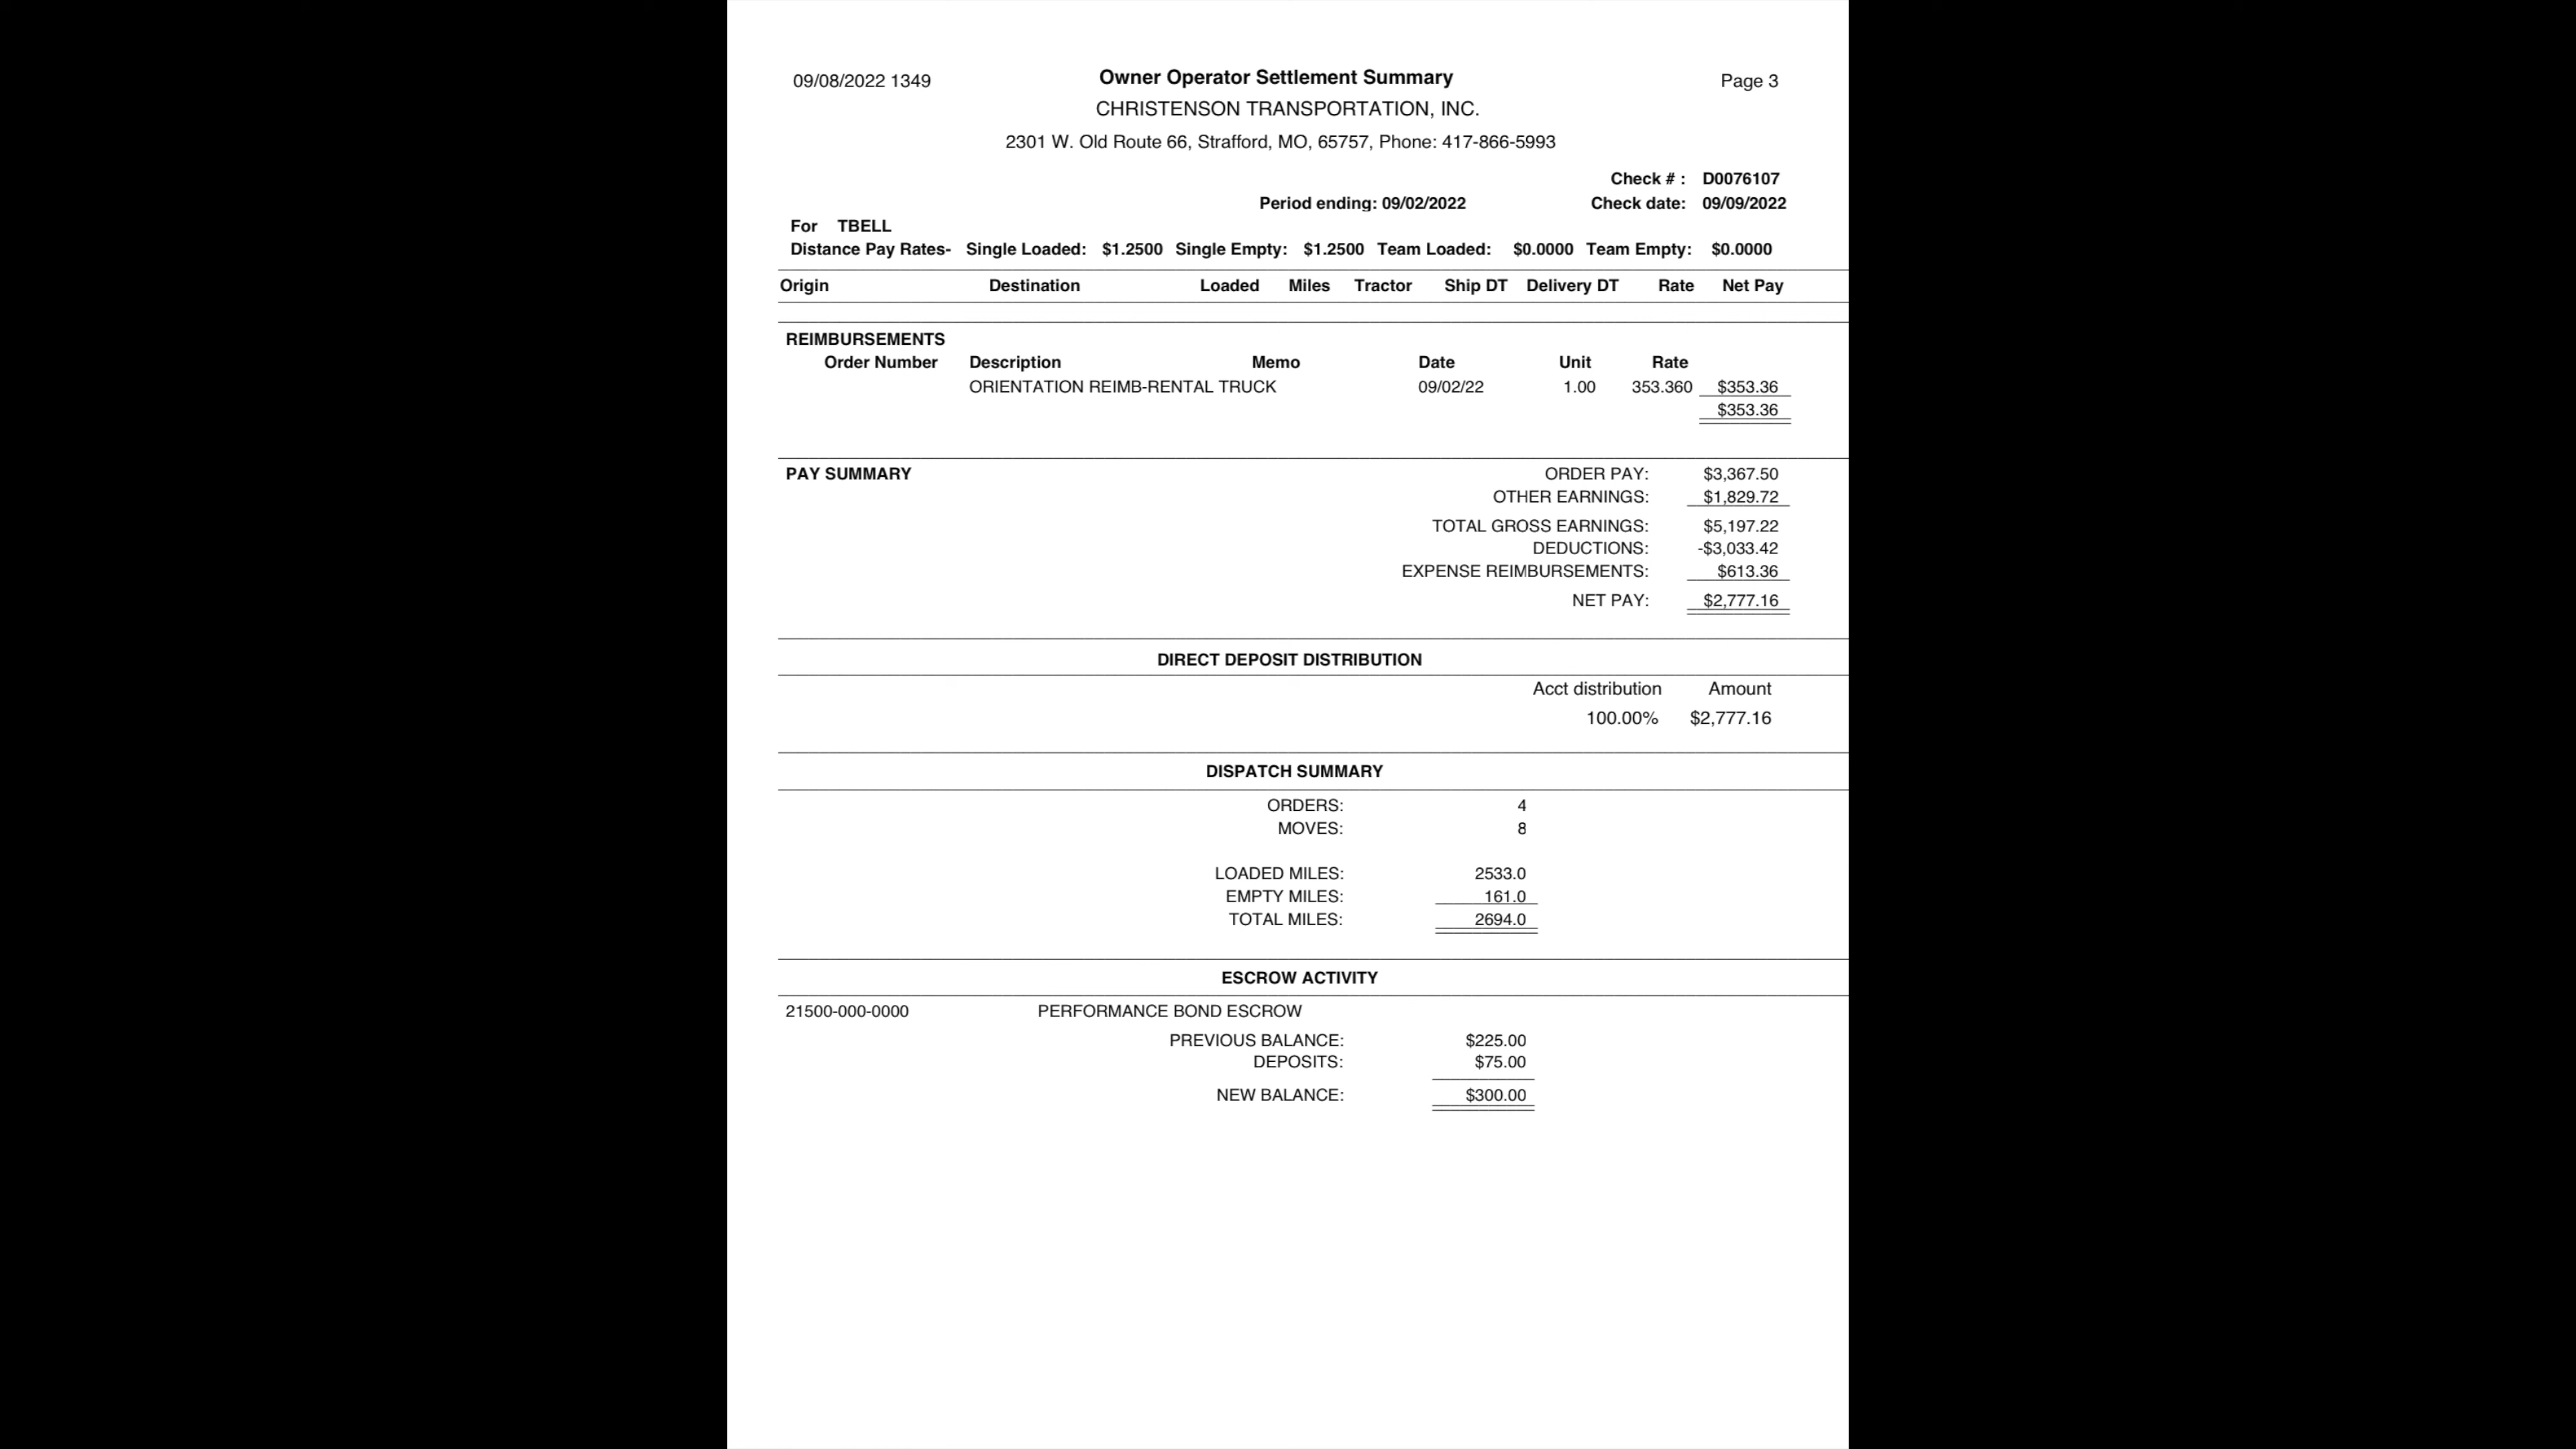 09/08/2022 1349 Owner Operator Settlement Summary Page 3
CHRISTENSON TRANSPORTATION, INC.
2301 W. Old Route 66, Strafford, MO, 65757, Phone: 417-866-5993
Check # : D0076107
Period ending: 09/02/2022 Check date: 09/09/2022
For TBELL
Distance Pay Rates- Single Loaded: $1.2500 Single Empty: $1.2500 Team Loaded: $0.0000 Team Empty: $0.0000
Origin Destination Loaded Miles Tractor Ship DT Delivery DT Rate Net Pay
REIMBURSEMENTS
Order Number Description Memo Date Unit Rate
ORIENTATION REIMB-RENTAL TRUCK 09/02/22 1.00 353.360 $353.36
$353.36
PAY SUMMARY ORDER PAY: $3,367.50
OTHER EARNINGS: $1,829.72
TOTAL GROSS EARNINGS: $5,197.22
DEDUCTIONS: -$3,033.42
EXPENSE REIMBURSEMENTS: $613.36
NET PAY: $2,777.16
DIRECT DEPOSIT DISTRIBUTION
Acct distribution Amount
100.00% $2,777.16
DISPATCH SUMMARY
ORDERS: 4
MOVES: 8
LOADED MILES: 2533.0
EMPTY MILES: 161.0
TOTAL MILES: 2694.0
ESCROW ACTIVITY
21500-000-0000 PERFORMANCE BOND ESCROW
PREVIOUS BALANCE: $225.00
DEPOSITS: $75.00
NEW BALANCE: $300.00